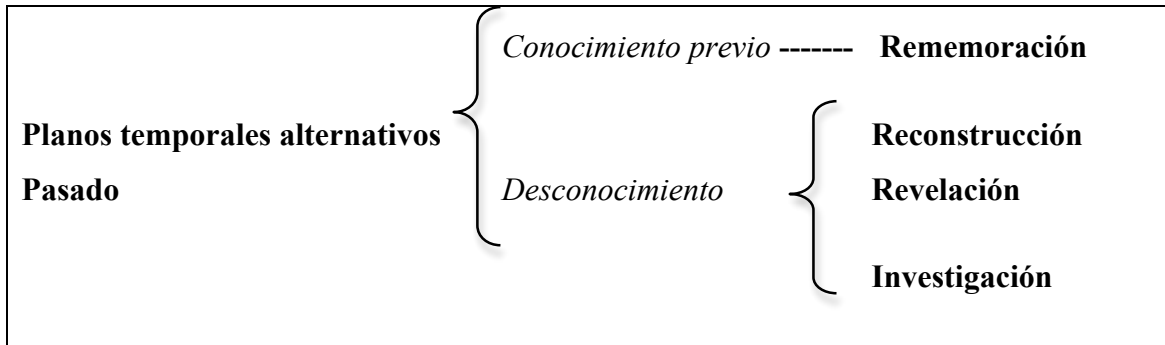 Conocimiento previo ------- Rememoración
Planos temporales alternativos
Reconstrucción
Pasado
Desconocimiento
Revelación
Investigación